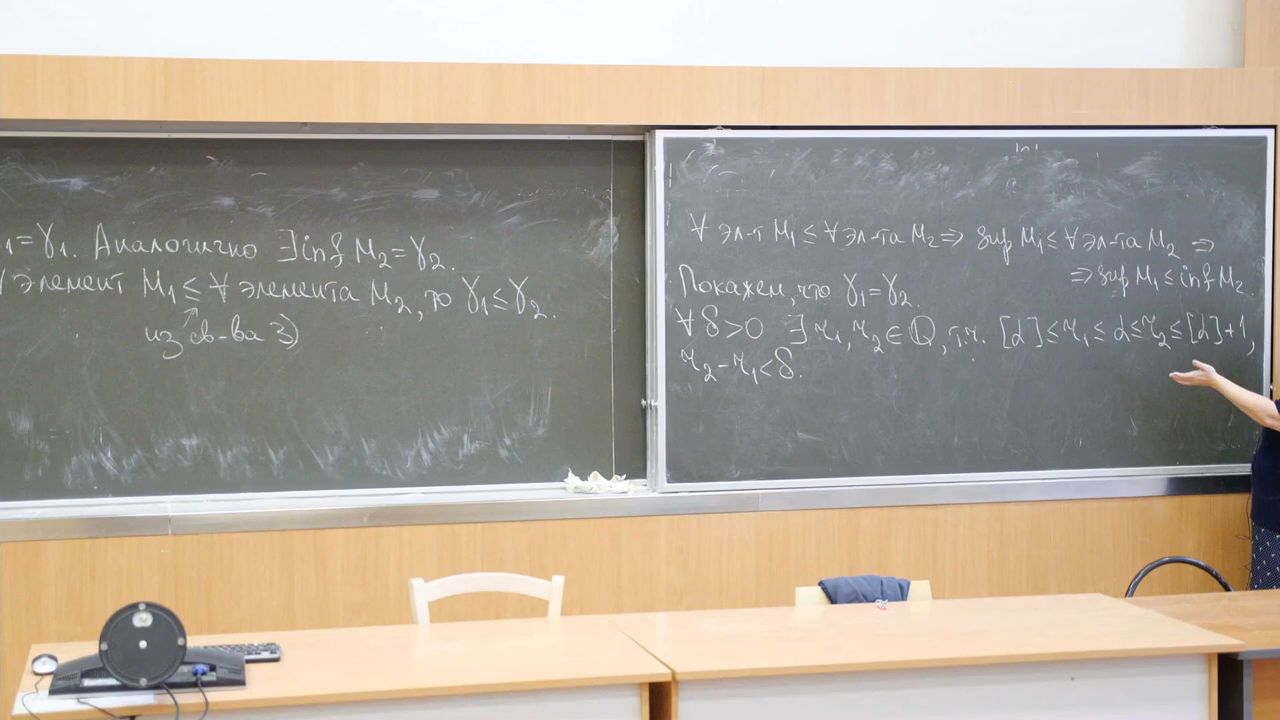 ₁=γ₁. Аналогично ∃ inf M₂=γ₂.
∀ элемент M₁ ≤ ∀ элемента M₂, то γ₁≤γ₂.
из св-ва 3)
∀ эл-т M₁ ≤ ∀ эл-та M₂ ⇒ sup M₁ ≤ ∀ эл-та M₂ ⇒
⇒ sup M₁ ≤ inf M₂
Покажем, что γ₁=γ₂.
∀ δ>0 ∃ r₁, r₂ ∈ ℚ, т.ч. [α]≤r₁≤α≤r₂≤[α]+1,
r₂-r₁<δ.